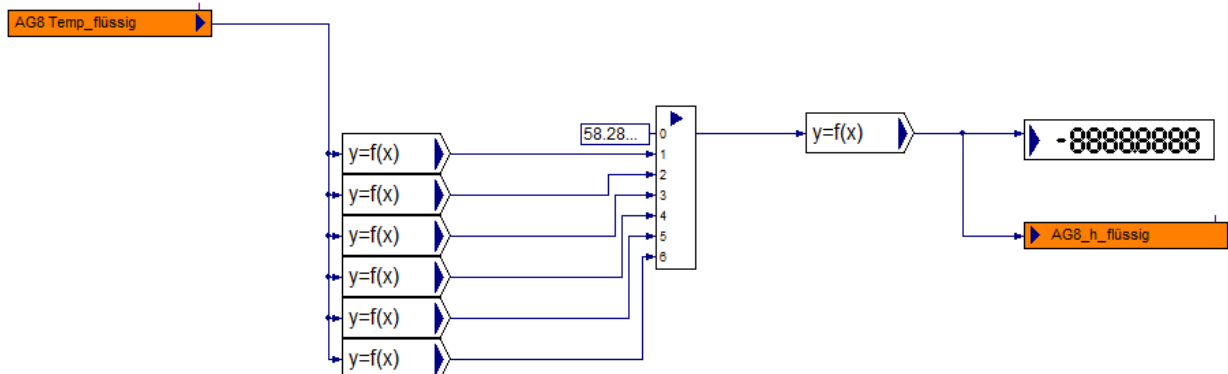 AG8 Temp_flüssig
58.28...
0
y=f(x)
-88888888
y=f(x)
1
y=f(x)
2
y=f(x)
3
AG8_h_flüssig
y=f(x)
4
y=f(x)
5
y=f(x)
6